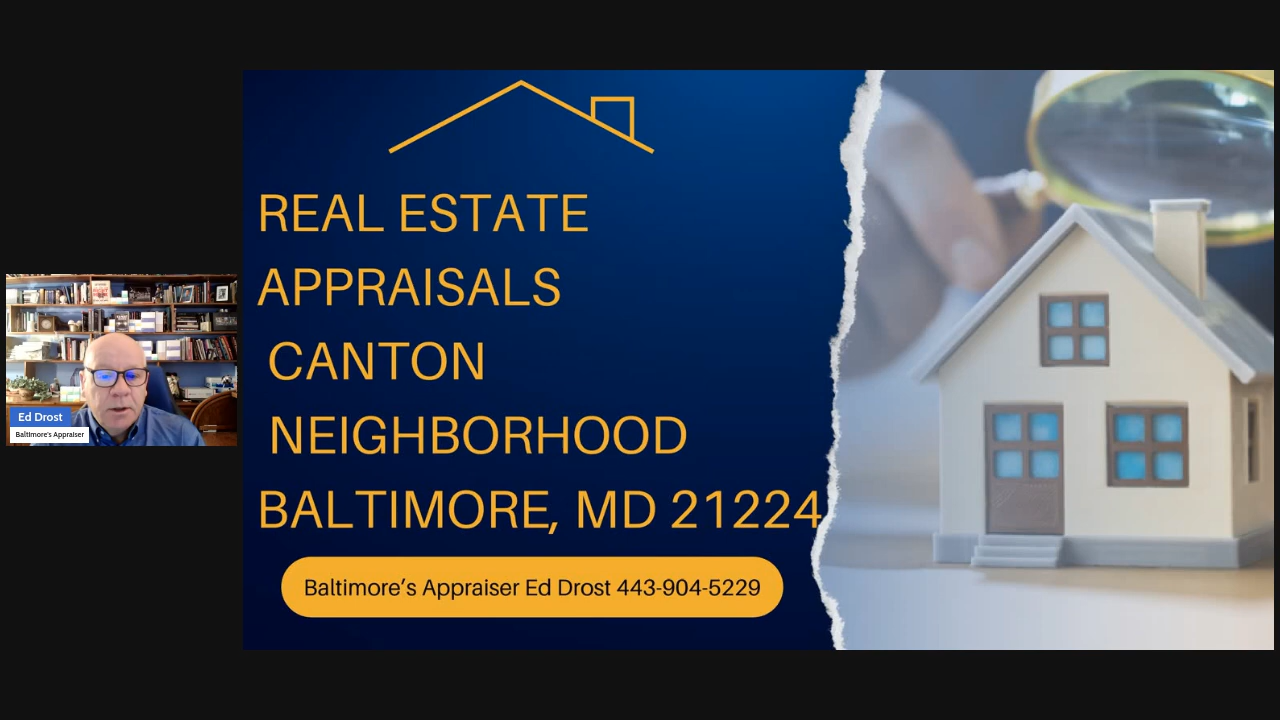 REAL ESTATE
APPRAISALS
CANTON
NEIGHBORHOOD
BALTIMORE, MD 21224
Baltimore's Appraiser Ed Drost 443-904-5229
Ed Drost
Baltimore's Appraiser